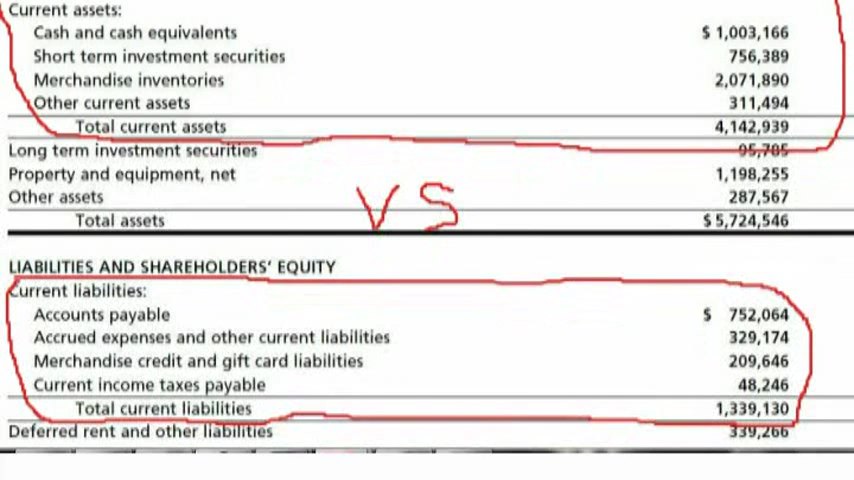 Current assets:
Cash and cash equivalents $ 1,003,166
Short term investment securities 756,389
Merchandise inventories 2,071,890
Other current assets 311,494
Total current assets 4,142,939
Long term investment securities 95,785
Property and equipment, net 1,198,255
Other assets 287,567
VS
Total assets $ 5,724,546
LIABILITIES AND SHAREHOLDERS' EQUITY
Current liabilities:
Accounts payable $ 752,064
Accrued expenses and other current liabilities 329,174
Merchandise credit and gift card liabilities 209,646
Current income taxes payable 48,246
Total current liabilities 1,339,130
Deferred rent and other liabilities 339,266